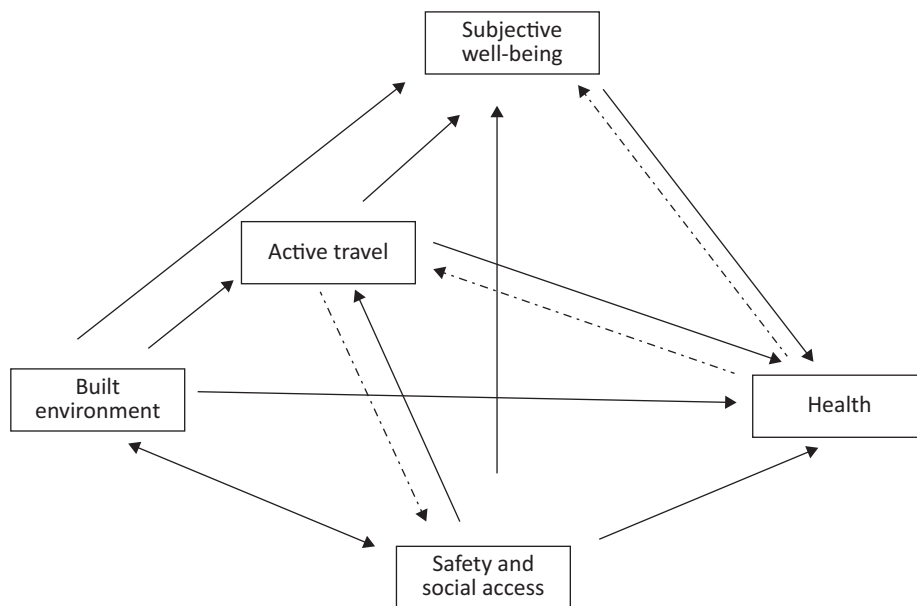 Subjective
well-being
Active travel
Built
environment
Health
Safety and
social access